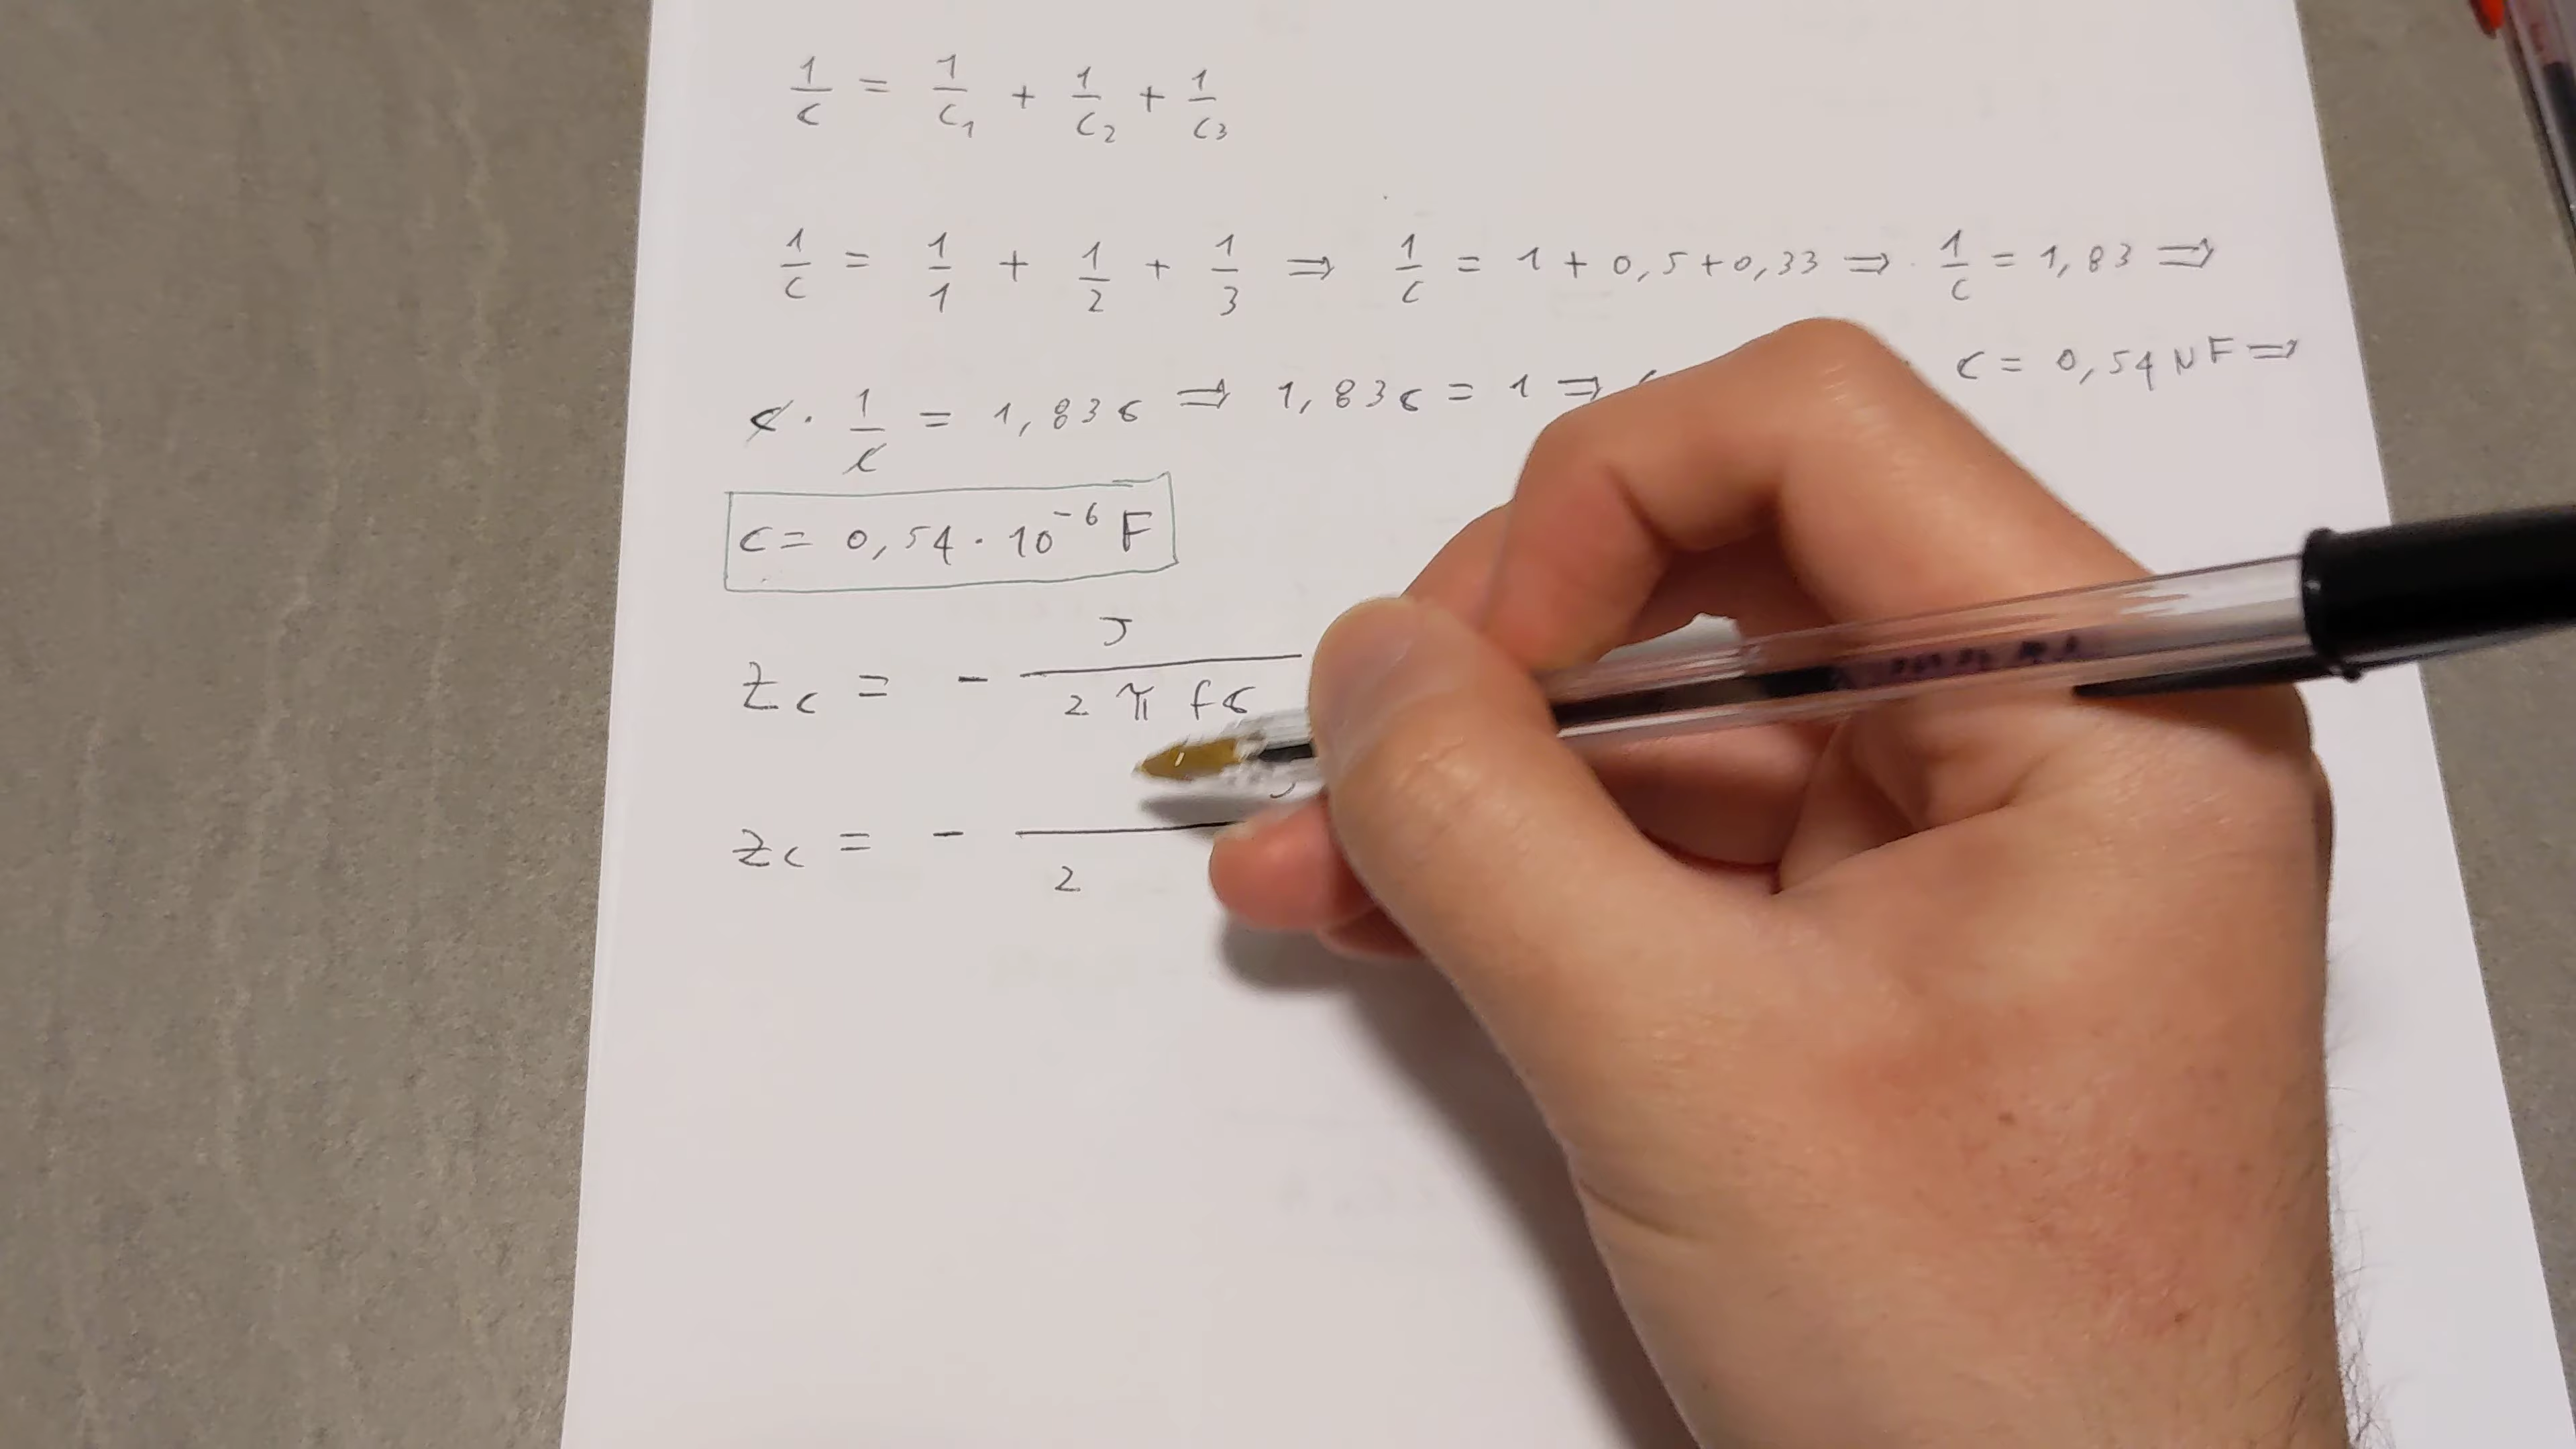 1/C = 1/C₁ + 1/C₂ + 1/C₃
1/C = 1/1 + 1/2 + 1/3 ⇒ 1/C = 1 + 0,5 + 0,33 ⇒ 1/C = 1,83 ⇒
C · 1/C = 1,83C ⇒ 1,83C = 1 ⇒ C = 0,54 μF ⇒
C = 0,54 · 10⁻⁶ F
Zc = - J / 2 π f C
Zc = - J / 2